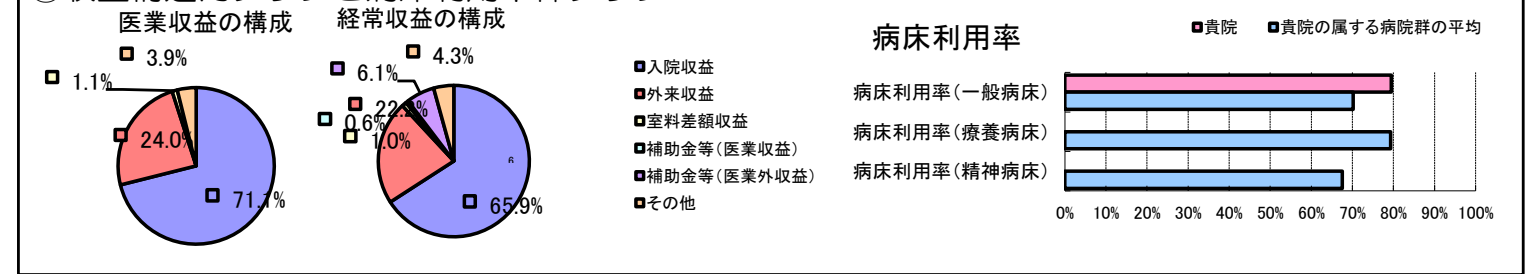 医業収益の構成
3.9%
1.1%
24.0%
71.1%
経常収益の構成
4.3%
6.1%
22.2%
0.6%
1.0%
6
65.9%
入院収益
外来収益
室料差額収益
補助金等(医業収益)
補助金等(医業外収益)
その他
病床利用率
貴院 貴院の属する病院群の平均
病床利用率(一般病床)
病床利用率(療養病床)
病床利用率(精神病床)
0% 10% 20% 30% 40% 50% 60% 70% 80% 90% 100%